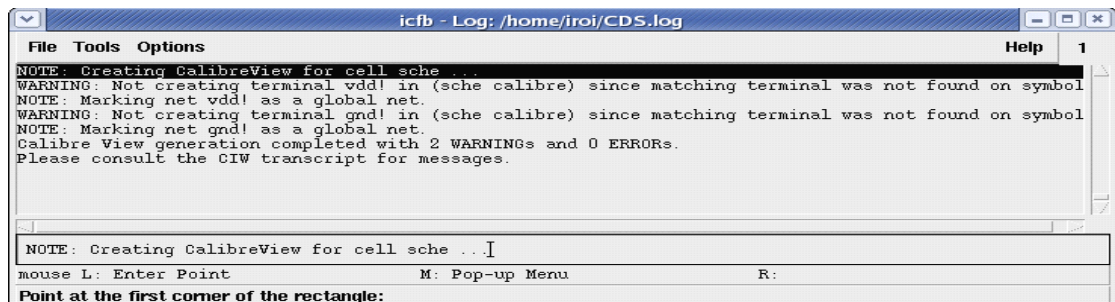 icfb - Log: /home/iroi/CDS.log
File Tools Options Help 1
NOTE: Creating CalibreView for cell sche ...
WARNING: Not creating terminal vdd! in (sche calibre) since matching terminal was not found on symbol
NOTE: Marking net vdd! as a global net.
WARNING: Not creating terminal gnd! in (sche calibre) since matching terminal was not found on symbol
NOTE: Marking net gnd! as a global net.
Calibre View generation completed with 2 WARNINGs and 0 ERRORs.
Please consult the CIW transcript for messages.
NOTE: Creating CalibreView for cell sche ...
mouse L: Enter Point M: Pop-up Menu R:
Point at the first corner of the rectangle: